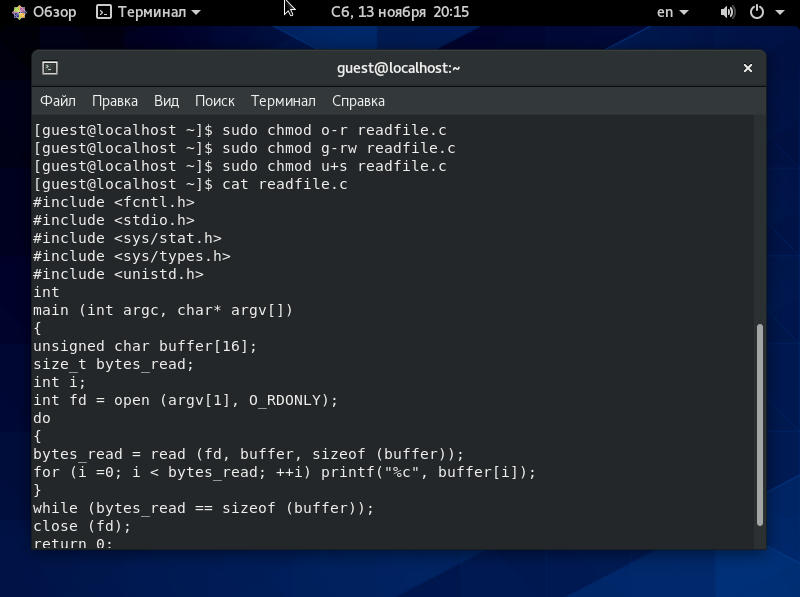 Обзор Терминал Сб, 13 ноября 20:15 en
guest@localhost:~
Файл Правка Вид Поиск Терминал Справка
[guest@localhost ~]$ sudo chmod o-r readfile.c
[guest@localhost ~]$ sudo chmod g-rw readfile.c
[guest@localhost ~]$ sudo chmod u+s readfile.c
[guest@localhost ~]$ cat readfile.c
#include <fcntl.h>
#include <stdio.h>
#include <sys/stat.h>
#include <sys/types.h>
#include <unistd.h>
int
main (int argc, char* argv[])
{
unsigned char buffer[16];
size_t bytes_read;
int i;
int fd = open (argv[1], O_RDONLY);
do
{
bytes_read = read (fd, buffer, sizeof (buffer));
for (i =0; i < bytes_read; ++i) printf("%c", buffer[i]);
}
while (bytes_read == sizeof (buffer));
close (fd);
return 0;